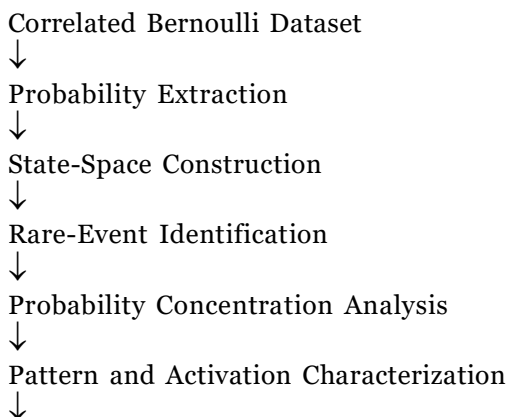 Correlated Bernoulli Dataset
↓
Probability Extraction
↓
State-Space Construction
↓
Rare-Event Identification
↓
Probability Concentration Analysis
↓
Pattern and Activation Characterization
↓